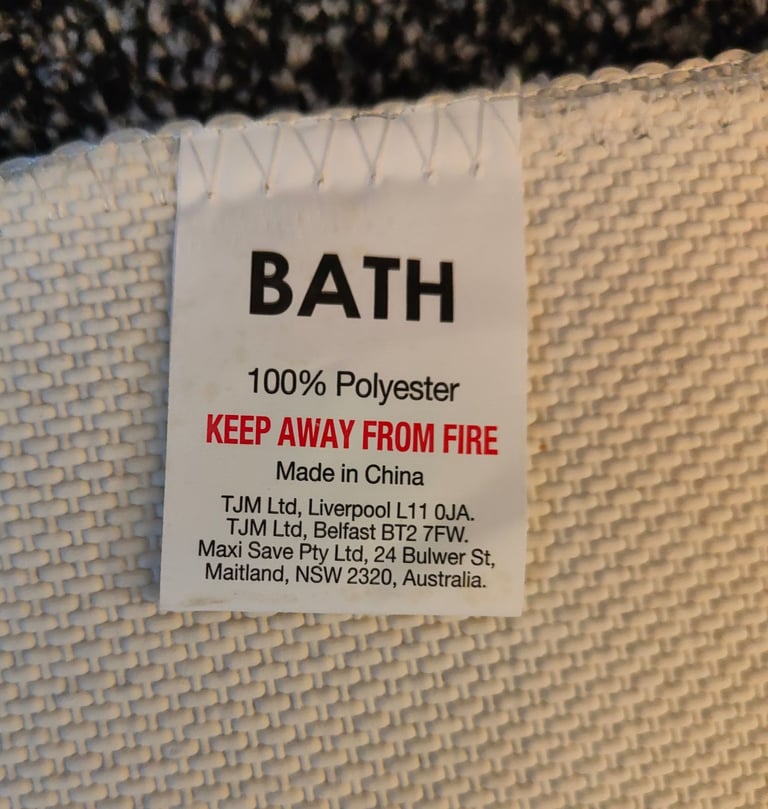 BATH
100% Polyester
KEEP AWAY FROM FIRE
Made in China
TJM Ltd, Liverpool L11 0JA.
TJM Ltd, Belfast BT2 7FW.
Maxi Save Pty Ltd, 24 Bulwer St,
Maitland, NSW 2320, Australia.